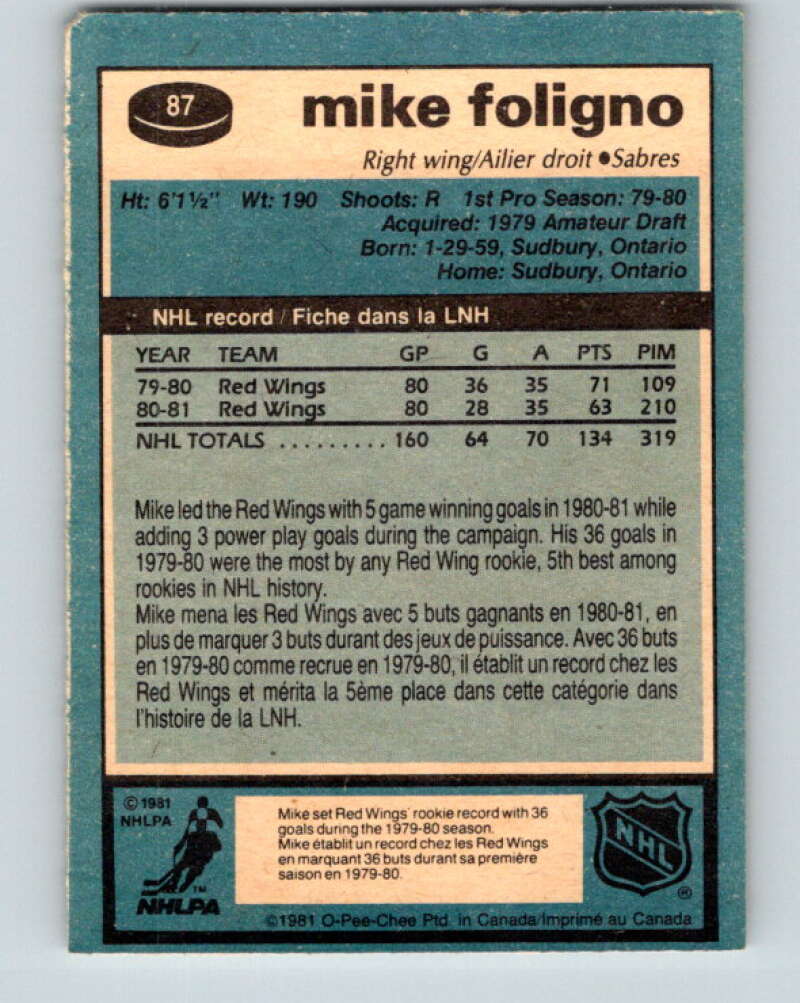 87
mike foligno
Right wing/Ailier droit ●Sabres
Ht: 6'1½" Wt: 190 Shoots: R 1st Pro Season: 79-80
Acquired: 1979 Amateur Draft
Born: 1-29-59, Sudbury, Ontario
Home: Sudbury, Ontario
NHL record / Fiche dans la LNH
YEAR TEAM GP G A PTS PIM
79-80 Red Wings 80 36 35 71 109
80-81 Red Wings 80 28 35 63 210
NHL TOTALS .......... 160 64 70 134 319
Mike led the Red Wings with 5 game winning goals in 1980-81 while
adding 3 power play goals during the campaign. His 36 goals in
1979-80 were the most by any Red Wing rookie, 5th best among
rookies in NHL history.
Mike mena les Red Wings avec 5 buts gagnants en 1980-81, en
plus de marquer 3 buts durant des jeux de puissance. Avec 36 buts
en 1979-80 comme recrue en 1979-80, il établit un record chez les
Red Wings et mérita la 5ème place dans cette catégorie dans
l'histoire de la LNH.
© 1981
NHLPA
TM
NHLPA
Mike set Red Wings' rookie record with 36
goals during the 1979-80 season.
Mike établit un record chez les Red Wings
en marquant 36 buts durant sa première
saison en 1979-80.
NHL
®
©1981 O-Pee-Chee Ptd. in Canada/Imprimé au Canada